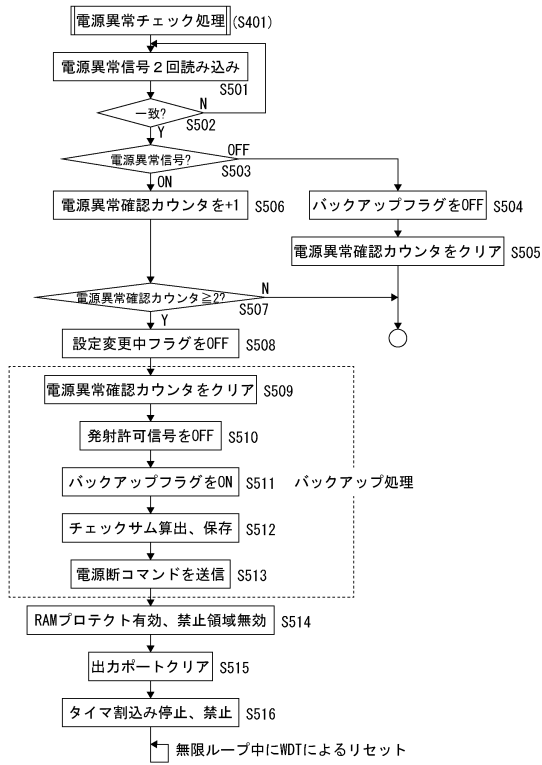 電源異常チェック処理 (S401)
電源異常信号２回読み込み
S501
一致?
N
S502
Y
電源異常信号?
OFF
S503
ON
電源異常確認カウンタを+1 S506
バックアップフラグをOFF S504
電源異常確認カウンタをクリア S505
電源異常確認カウンタ≧2?
N
S507
Y
設定変更中フラグをOFF S508
電源異常確認カウンタをクリア S509
発射許可信号をOFF S510
バックアップフラグをON S511
バックアップ処理
チェックサム算出、保存 S512
電源断コマンドを送信 S513
RAMプロテクト有効、禁止領域無効 S514
出力ポートクリア S515
タイマ割込み停止、禁止 S516
無限ループ中にWDTによるリセット